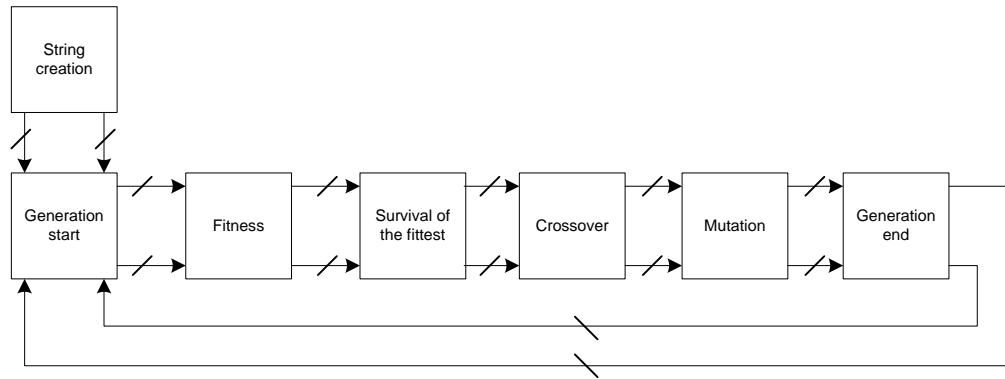 String
creation
Generation
start
Fitness
Survival of
the fittest
Crossover
Mutation
Generation
end